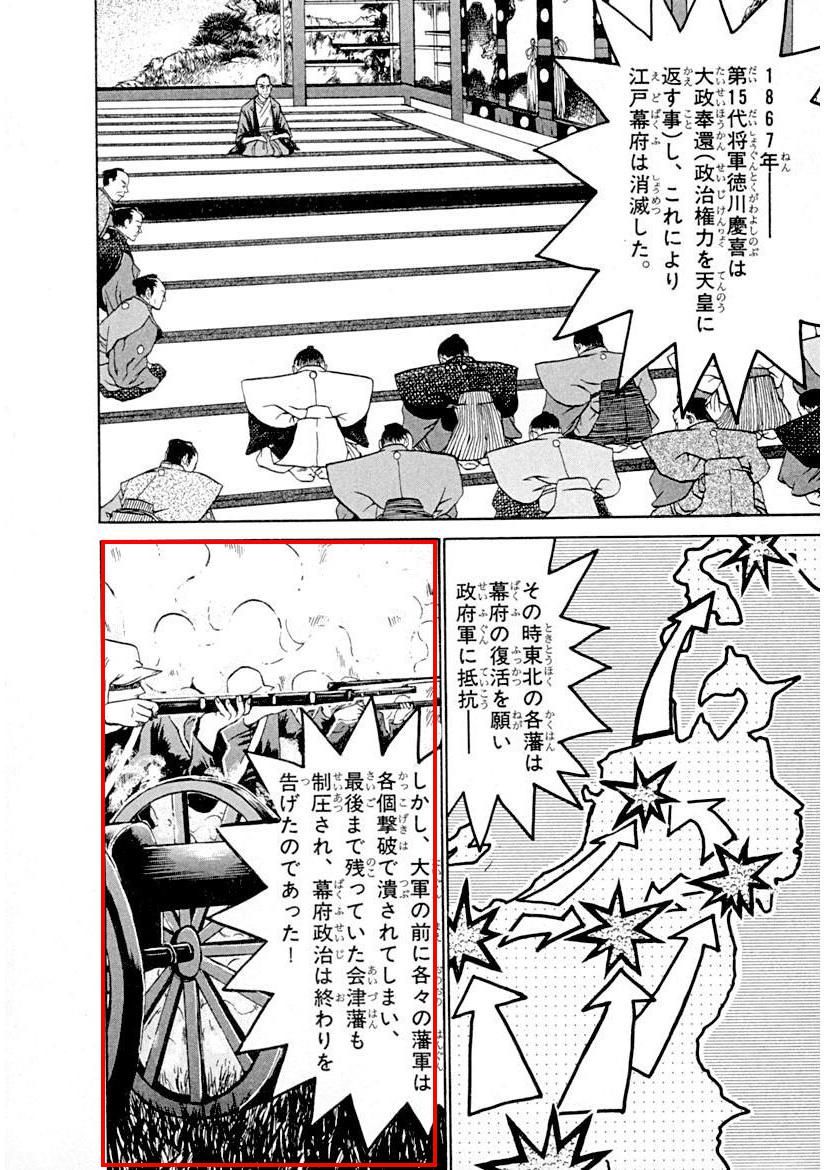 1867年――
第15代将軍徳川慶喜は
大政奉還(政治権力を天皇に
返す事)し、これにより
江戸幕府は消滅した。
その時東北の各藩は
幕府の復活を願い
政府軍に抵抗――
しかし、大軍の前に各々の藩軍は
各個撃破で潰されてしまい、
最後まで残っていた会津藩も
制圧され、幕府政治は終わりを
告げたのであった!